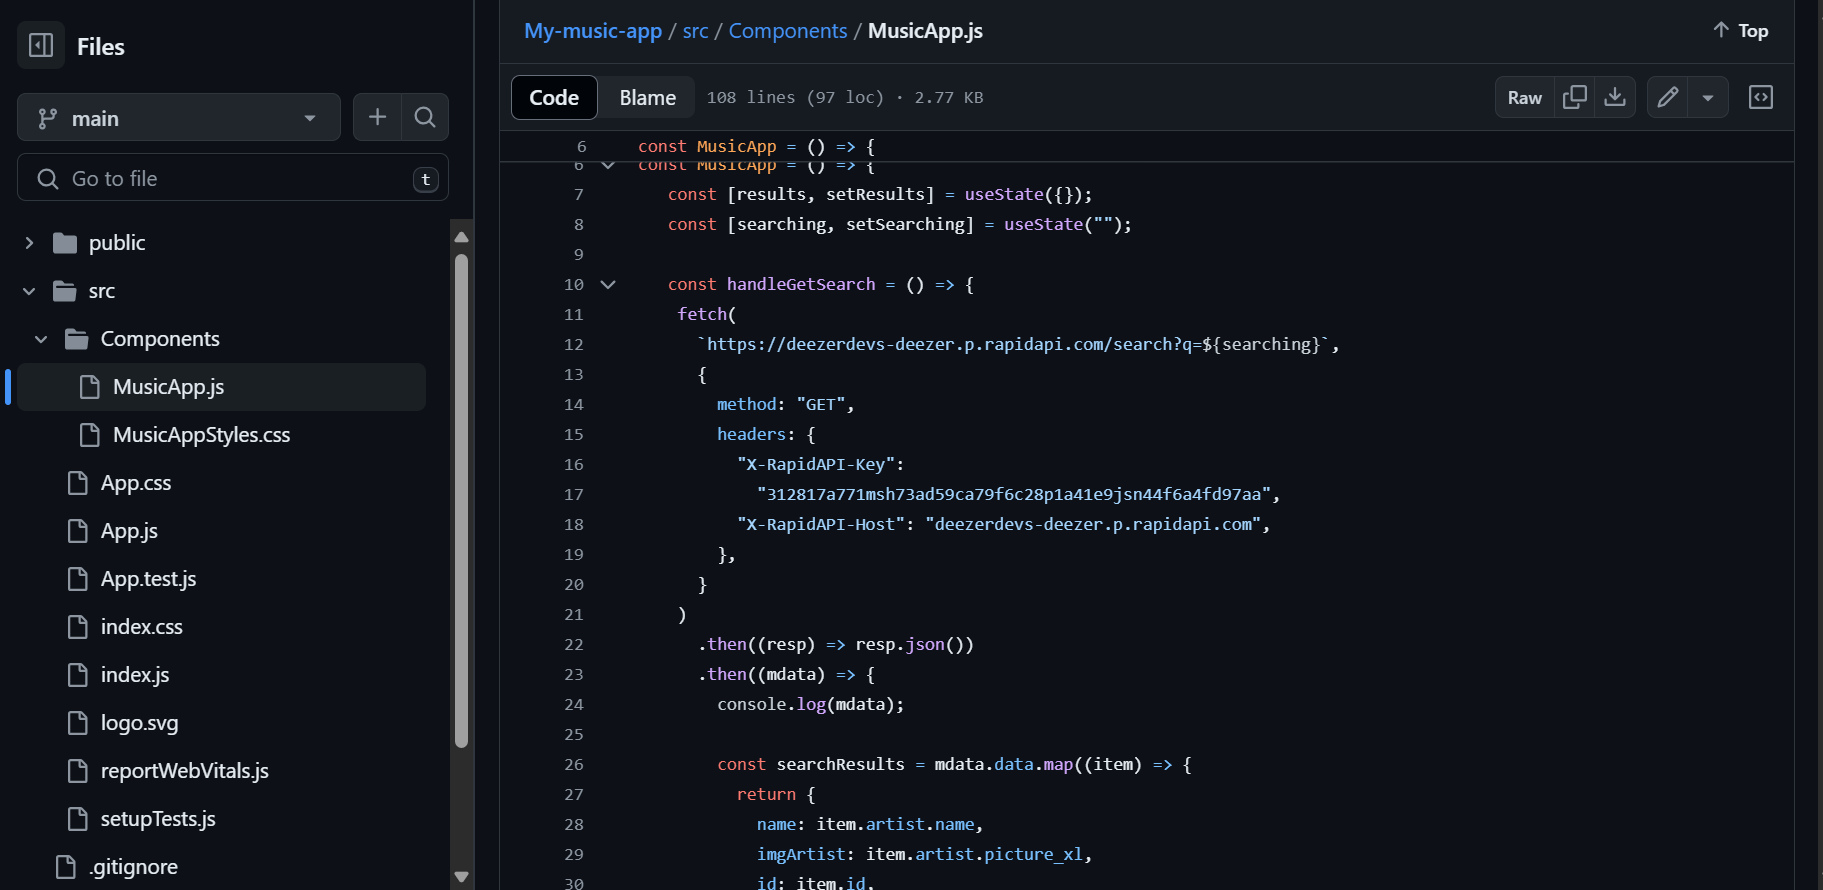 Files
main
Go to file
t
public
src
Components
MusicApp.js
MusicAppStyles.css
App.css
App.js
App.test.js
index.css
index.js
logo.svg
reportWebVitals.js
setupTests.js
.gitignore
My-music-app / src / Components / MusicApp.js
Top
Code Blame 108 lines (97 loc) · 2.77 KB
Raw
6 const MusicApp = () => {
6 const MusicApp = () => {
7 const [results, setResults] = useState({});
8 const [searching, setSearching] = useState("");
9
10 const handleGetSearch = () => {
11 fetch(
12 `https://deezerdevs-deezer.p.rapidapi.com/search?q=${searching}`,
13 {
14 method: "GET",
15 headers: {
16 "X-RapidAPI-Key":
17 "312817a771msh73ad59ca79f6c28p1a41e9jsn44f6a4fd97aa",
18 "X-RapidAPI-Host": "deezerdevs-deezer.p.rapidapi.com",
19 },
20 }
21 )
22 .then((resp) => resp.json())
23 .then((mdata) => {
24 console.log(mdata);
25
26 const searchResults = mdata.data.map((item) => {
27 return {
28 name: item.artist.name,
29 imgArtist: item.artist.picture_xl,
30 id: item.id,